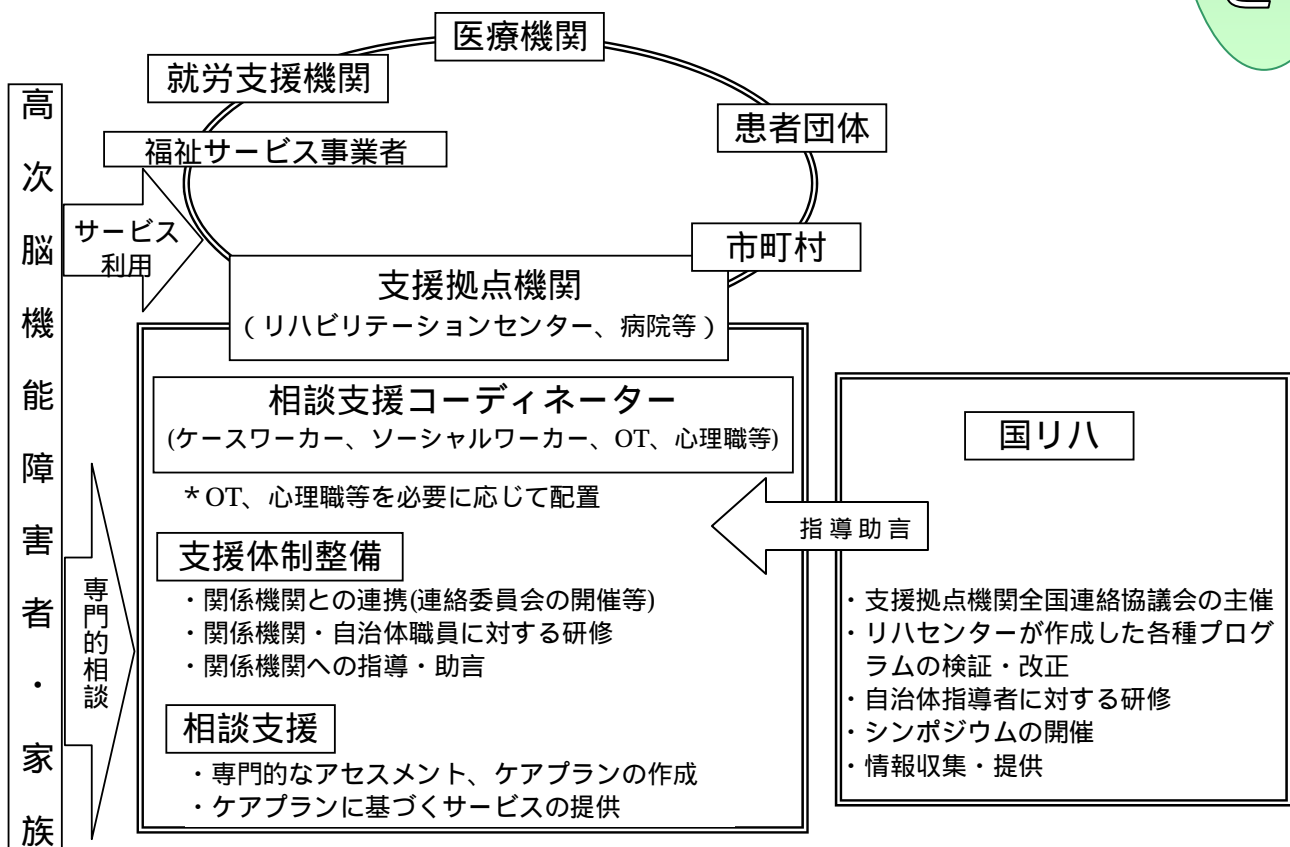 医療機関
就労支援機関
患者団体
福祉サービス事業者
市町村
高次脳機能障害者・家族
サービス
利用
支援拠点機関
(リハビリテーションセンター、病院等)
相談支援コーディネーター
(ケースワーカー、ソーシャルワーカー、OT、心理職等)
*OT、心理職等を必要に応じて配置
支援体制整備
・関係機関との連携(連絡委員会の開催等)
・関係機関・自治体職員に対する研修
・関係機関への指導・助言
専門的相談
相談支援
・専門的なアセスメント、ケアプランの作成
・ケアプランに基づくサービスの提供
指導助言
国リハ
・支援拠点機関全国連絡協議会の主催
・リハセンターが作成した各種プログ
ラムの検証・改正
・自治体指導者に対する研修
・シンポジウムの開催
・情報収集・提供